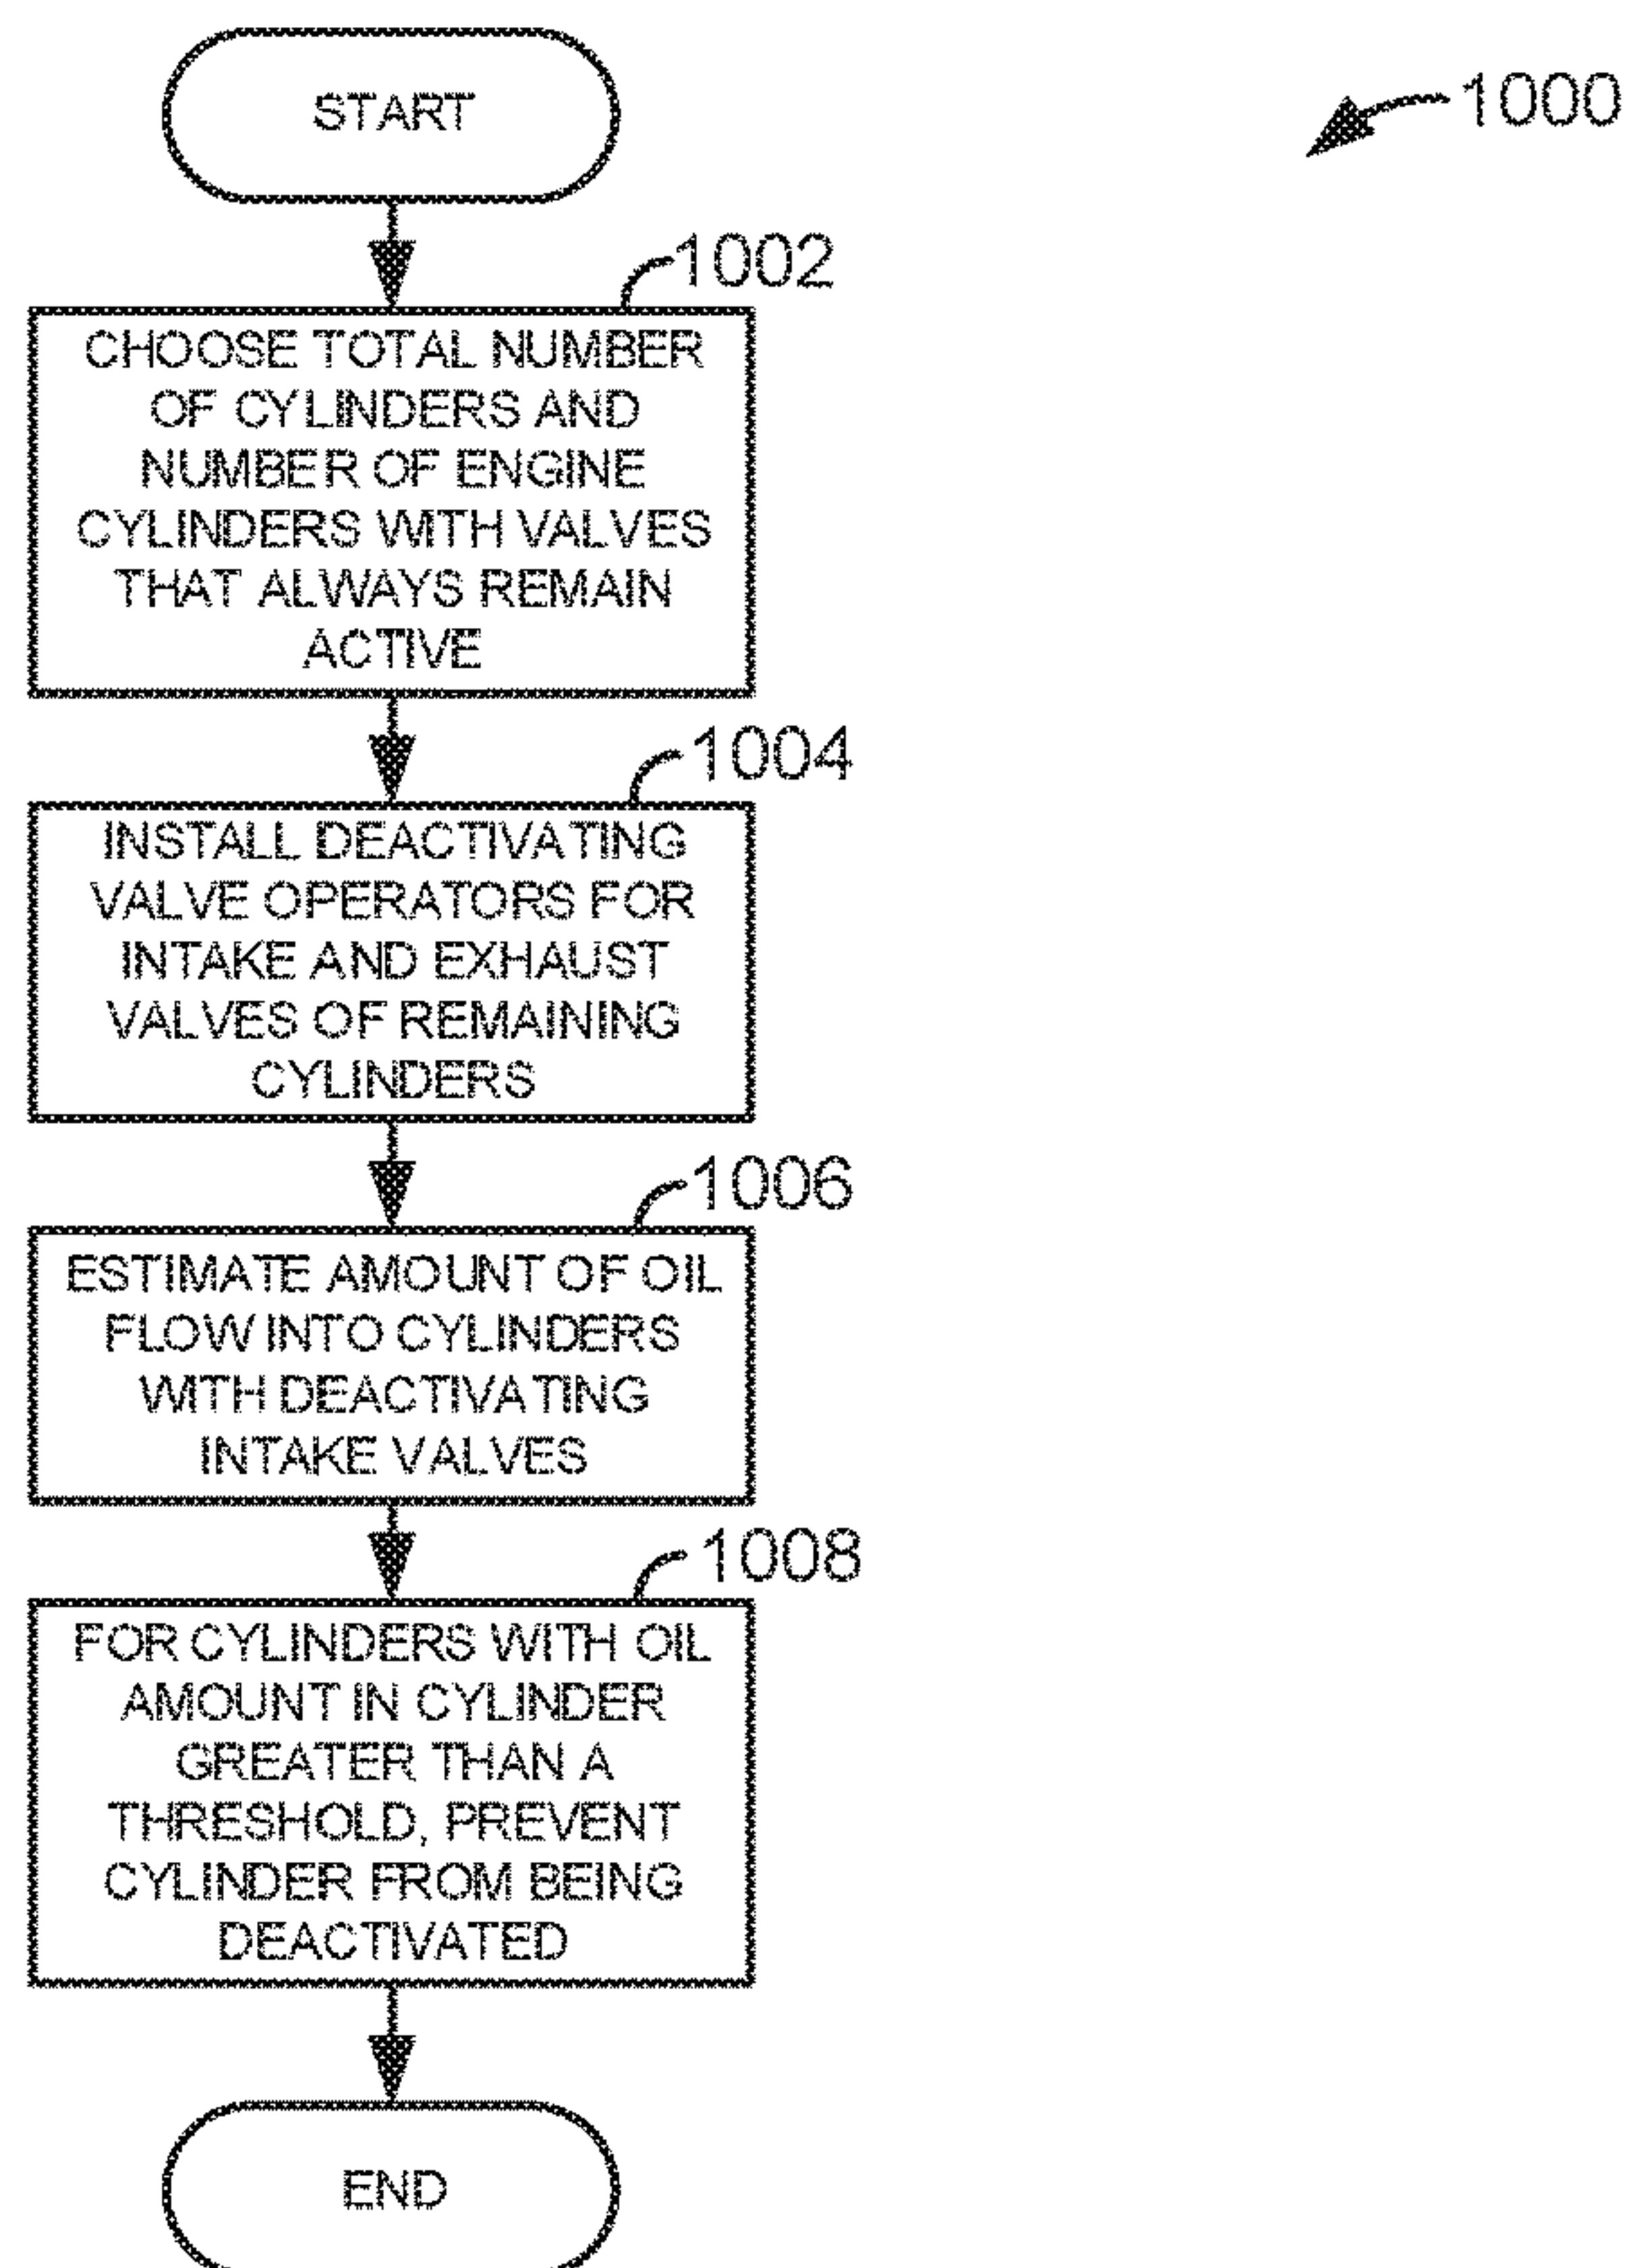 START
1000
1002
CHOOSE TOTAL NUMBER
OF CYLINDERS AND
NUMBER OF ENGINE
CYLINDERS WITH VALVES
THAT ALWAYS REMAIN
ACTIVE
1004
INSTALL DEACTIVATING
VALVE OPERATORS FOR
INTAKE AND EXHAUST
VALVES OF REMAINING
CYLINDERS
1006
ESTIMATE AMOUNT OF OIL
FLOW INTO CYLINDERS
WITH DEACTIVATING
INTAKE VALVES
1008
FOR CYLINDERS WITH OIL
AMOUNT IN CYLINDER
GREATER THAN A
THRESHOLD, PREVENT
CYLINDER FROM BEING
DEACTIVATED
END